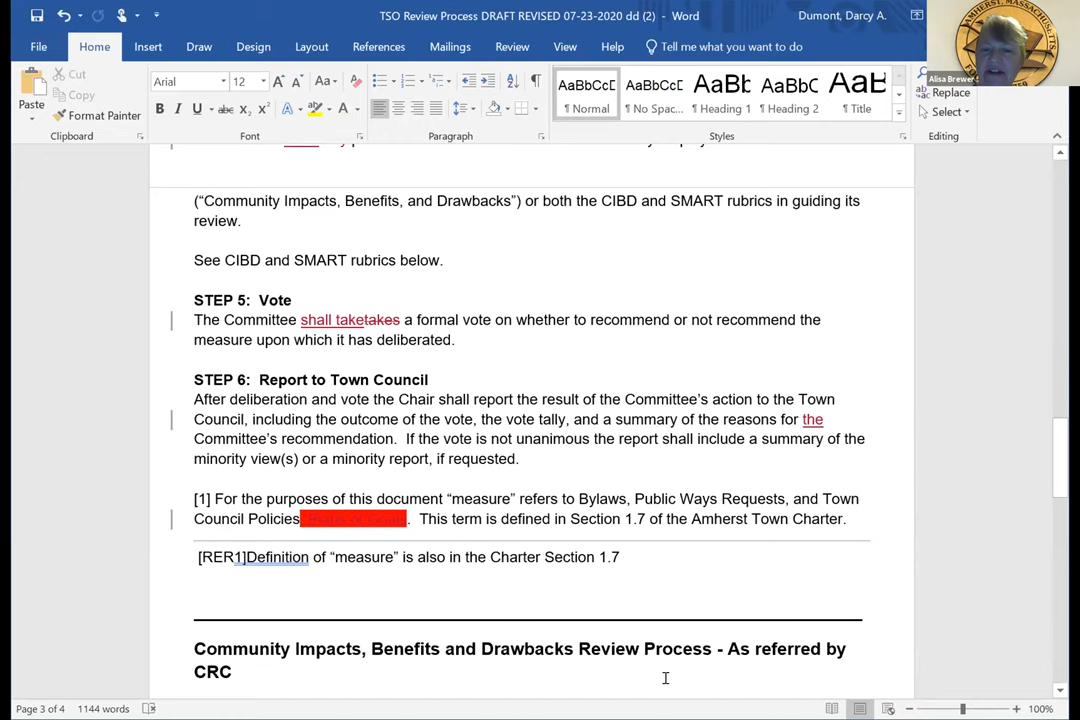 TSO Review Process DRAFT REVISED 07-23-2020 dd (2) - Word
Dumont, Darcy A.
AMHERST, MASSACHUSETTS
File Home Insert Draw Design Layout References Mailings Review View Help Tell me what you want to do
Alisa Brewer
Paste
Cut
Copy
Format Painter
Clipboard
Arial 12
Font
Paragraph
AaBbCcD AaBbCcD AaBbC AaBbCc AaBbC
¶ Normal ¶ No Spac... ¶ Heading 1 ¶ Heading 2 ¶ Title
Styles
Replace
Select
Editing
(“Community Impacts, Benefits, and Drawbacks”) or both the CIBD and SMART rubrics in guiding its
review.
See CIBD and SMART rubrics below.
STEP 5: Vote
The Committee shall taketakes a formal vote on whether to recommend or not recommend the
measure upon which it has deliberated.
STEP 6: Report to Town Council
After deliberation and vote the Chair shall report the result of the Committee’s action to the Town
Council, including the outcome of the vote, the vote tally, and a summary of the reasons for the
Committee’s recommendation. If the vote is not unanimous the report shall include a summary of the
minority view(s) or a minority report, if requested.
[1] For the purposes of this document “measure” refers to Bylaws, Public Ways Requests, and Town
Council Policies. This term is defined in Section 1.7 of the Amherst Town Charter.
[RER1]Definition of “measure” is also in the Charter Section 1.7
Community Impacts, Benefits and Drawbacks Review Process - As referred by
CRC
Page 3 of 4 1144 words
100%